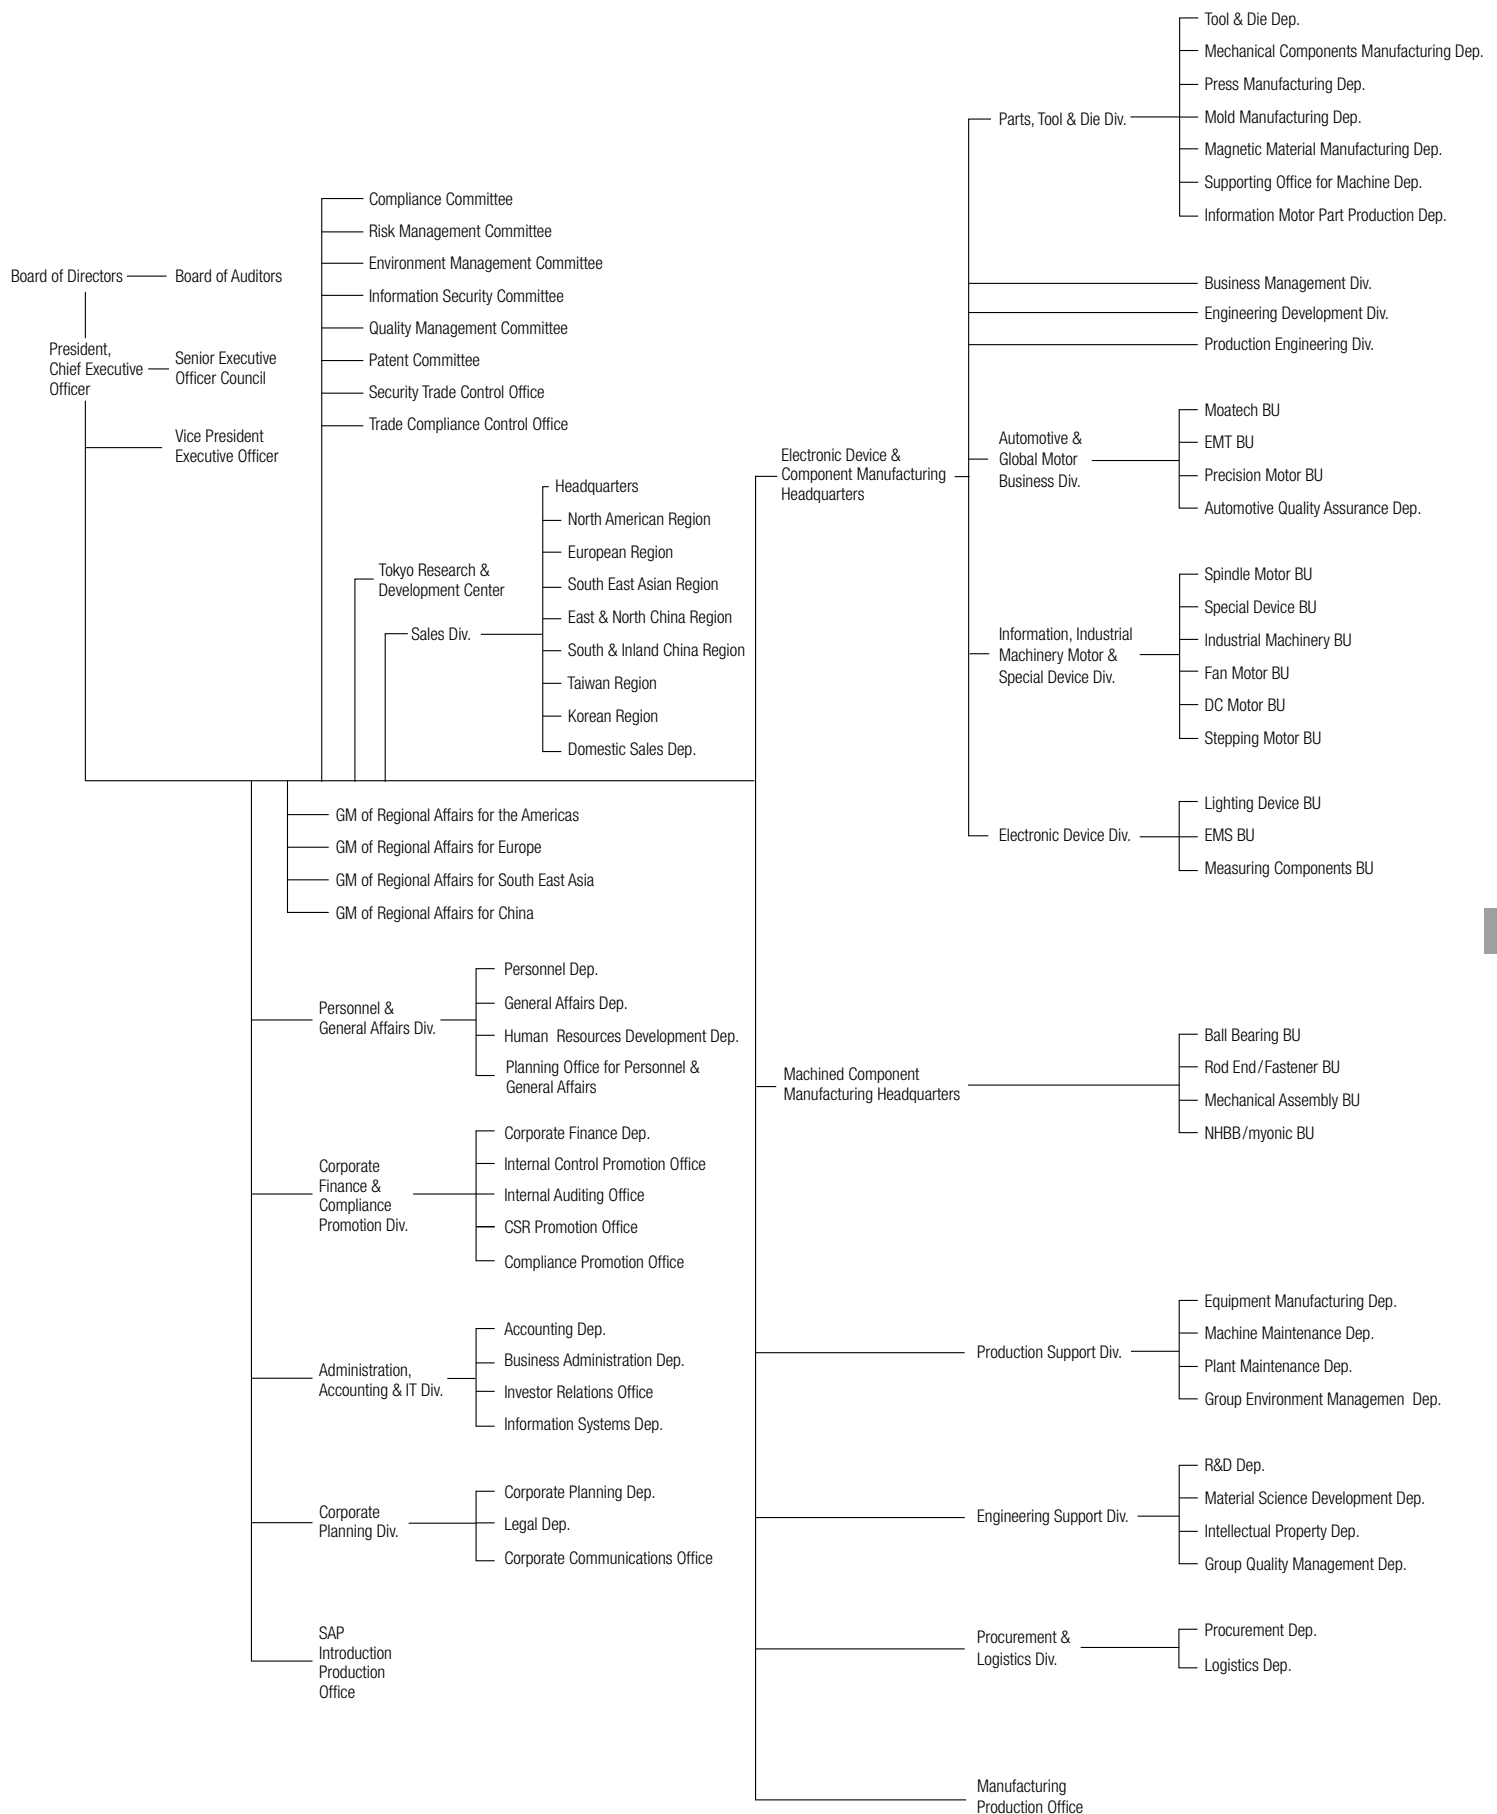 Board of Directors
Board of Auditors
President,
Chief Executive
Officer
Senior Executive
Officer Council
Vice President
Executive Officer
Compliance Committee
Risk Management Committee
Environment Management Committee
Information Security Committee
Quality Management Committee
Patent Committee
Security Trade Control Office
Trade Compliance Control Office
Tokyo Research &
Development Center
Sales Div.
Headquarters
North American Region
European Region
South East Asian Region
East & North China Region
South & Inland China Region
Taiwan Region
Korean Region
Domestic Sales Dep.
GM of Regional Affairs for the Americas
GM of Regional Affairs for Europe
GM of Regional Affairs for South East Asia
GM of Regional Affairs for China
Personnel &
General Affairs Div.
Personnel Dep.
General Affairs Dep.
Human Resources Development Dep.
Planning Office for Personnel &
General Affairs
Corporate
Finance &
Compliance
Promotion Div.
Corporate Finance Dep.
Internal Control Promotion Office
Internal Auditing Office
CSR Promotion Office
Compliance Promotion Office
Administration,
Accounting & IT Div.
Accounting Dep.
Business Administration Dep.
Investor Relations Office
Information Systems Dep.
Corporate
Planning Div.
Corporate Planning Dep.
Legal Dep.
Corporate Communications Office
SAP
Introduction
Production
Office
Electronic Device &
Component Manufacturing
Headquarters
Parts, Tool & Die Div.
Tool & Die Dep.
Mechanical Components Manufacturing Dep.
Press Manufacturing Dep.
Mold Manufacturing Dep.
Magnetic Material Manufacturing Dep.
Supporting Office for Machine Dep.
Information Motor Part Production Dep.
Business Management Div.
Engineering Development Div.
Production Engineering Div.
Automotive &
Global Motor
Business Div.
Moatech BU
EMT BU
Precision Motor BU
Automotive Quality Assurance Dep.
Information, Industrial
Machinery Motor &
Special Device Div.
Spindle Motor BU
Special Device BU
Industrial Machinery BU
Fan Motor BU
DC Motor BU
Stepping Motor BU
Electronic Device Div.
Lighting Device BU
EMS BU
Measuring Components BU
Machined Component
Manufacturing Headquarters
Ball Bearing BU
Rod End/Fastener BU
Mechanical Assembly BU
NHBB/myonic BU
Production Support Div.
Equipment Manufacturing Dep.
Machine Maintenance Dep.
Plant Maintenance Dep.
Group Environment Managemen Dep.
Engineering Support Div.
R&D Dep.
Material Science Development Dep.
Intellectual Property Dep.
Group Quality Management Dep.
Procurement &
Logistics Div.
Procurement Dep.
Logistics Dep.
Manufacturing
Production Office